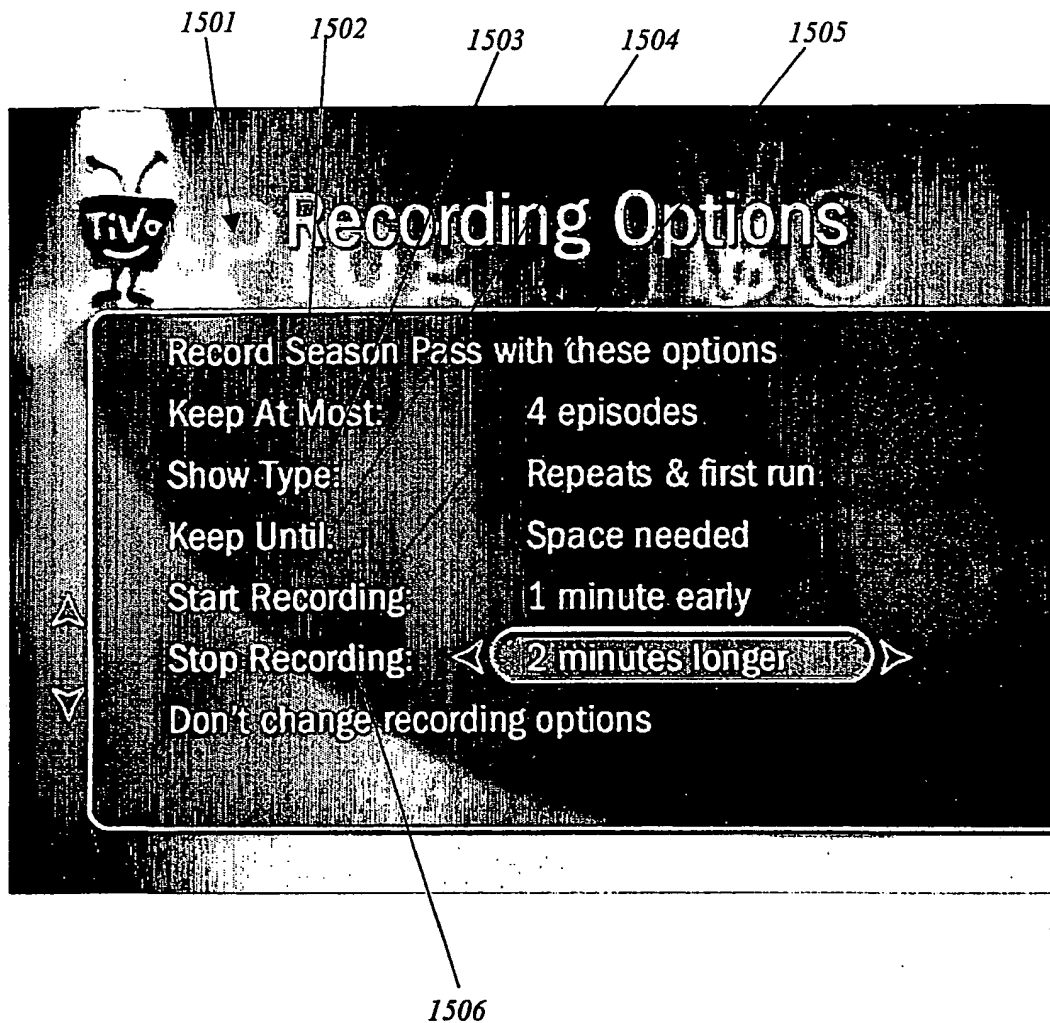 1501 1502 1503 1504 1505
TiVo
Recording Options
Record Season Pass with these options
Keep At Most: 4 episodes
Show Type: Repeats & first run
Keep Until: Space needed
Start Recording: 1 minute early
Stop Recording: 2 minutes longer
Don't change recording options
1506